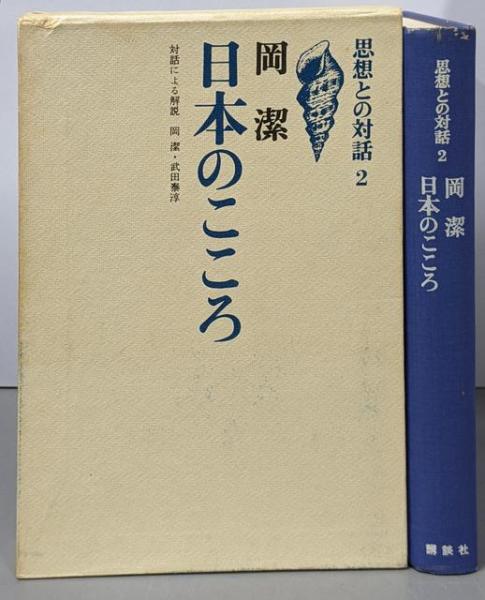 思想との対話 2
岡 潔
日本のこころ
対話による解説 岡 潔・武田泰淳
思想との対話 2
岡 潔
日本のこころ
講談社